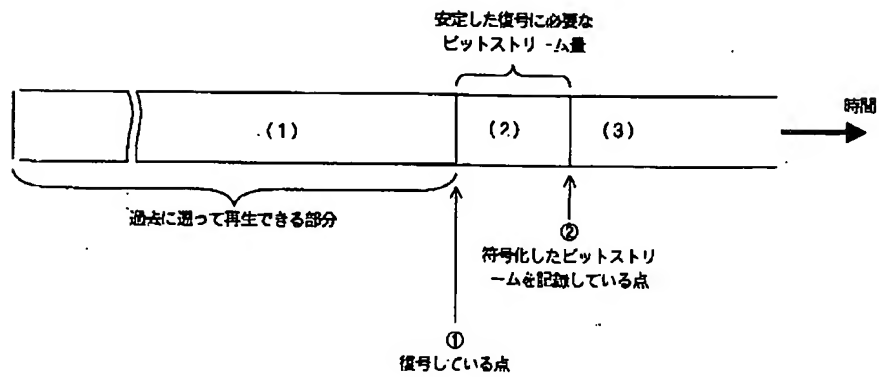 安定した復号に必要な
ビットストリーム量
時間
(1)
(2)
(3)
過去に遡って再生できる部分
②
符号化したビットストリ
ームを記録している点
①
復号している点